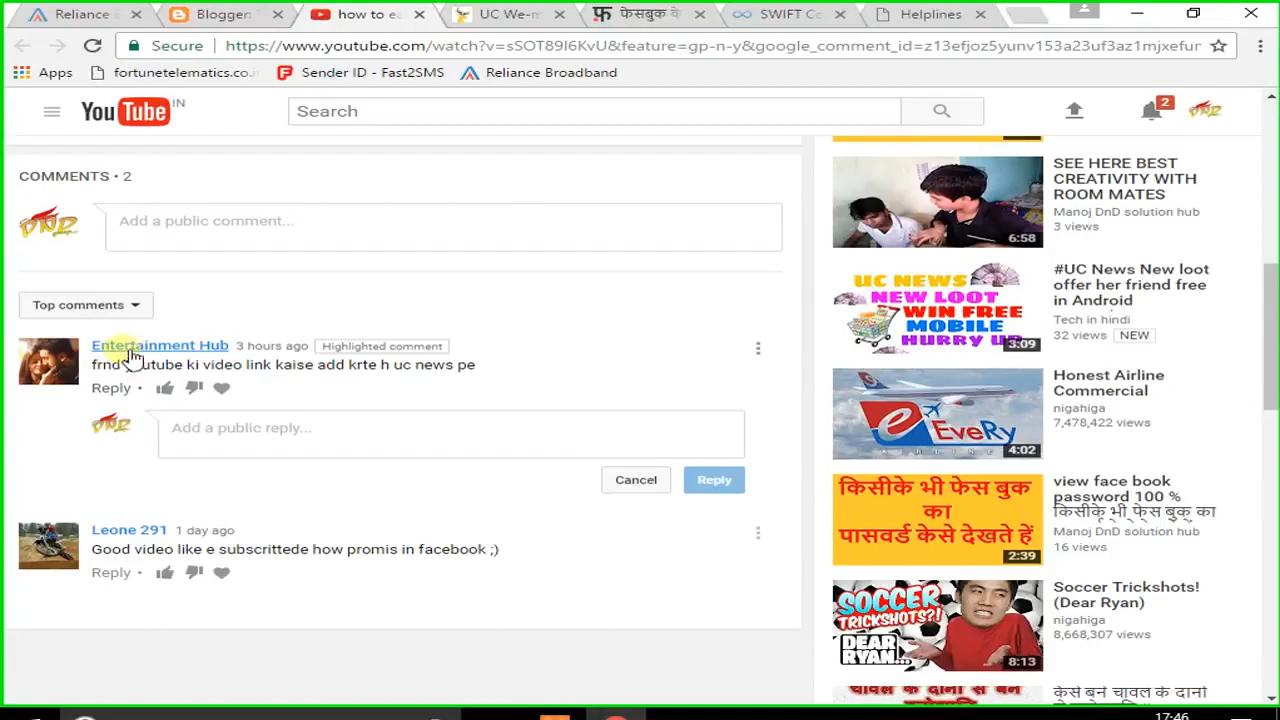 Reliance
Blogger:
how to ea
UC We-m
फेसबुक के
SWIFT Co
Helplines
Secure
https://www.youtube.com/watch?v=sSOT89I6KvU&feature=gp-n-y&google_comment_id=z13efjoz5yunv153a23uf3az1mjxefur
Apps
fortunetelematics.co.i
Sender ID - Fast2SMS
Reliance Broadband
YouTube IN
Search
2
COMMENTS • 2
DND
Add a public comment...
Top comments
Entertainment Hub 3 hours ago Highlighted comment
frnd youtube ki video link kaise add krte h uc news pe
Reply •
Add a public reply...
Cancel
Reply
Leone 291 1 day ago
Good video like e subscrittede how promis in facebook ;)
Reply •
6:58
SEE HERE BEST
CREATIVITY WITH
ROOM MATES
Manoj DnD solution hub
3 views
UC NEWS
NEW LOOT
WIN FREE
MOBILE
HURRY UP
3:09
#UC News New loot
offer her friend free
in Android
Tech in hindi
32 views NEW
e EveRy
AIRLINE
4:02
Honest Airline
Commercial
nigahiga
7,478,422 views
किसीके भी फेस बुक
का
पासवर्ड केसे देखते हें
2:39
view face book
password 100 %
किसीके भी फेस बुक् का
Manoj DnD solution hub
16 views
SOCCER
TRICKSHOTS?!
DEAR
RYAN...
8:13
Soccer Trickshots!
(Dear Ryan)
nigahiga
8,668,307 views
चावल के दाना से बने
केसे बने चावल के दानो
17:46